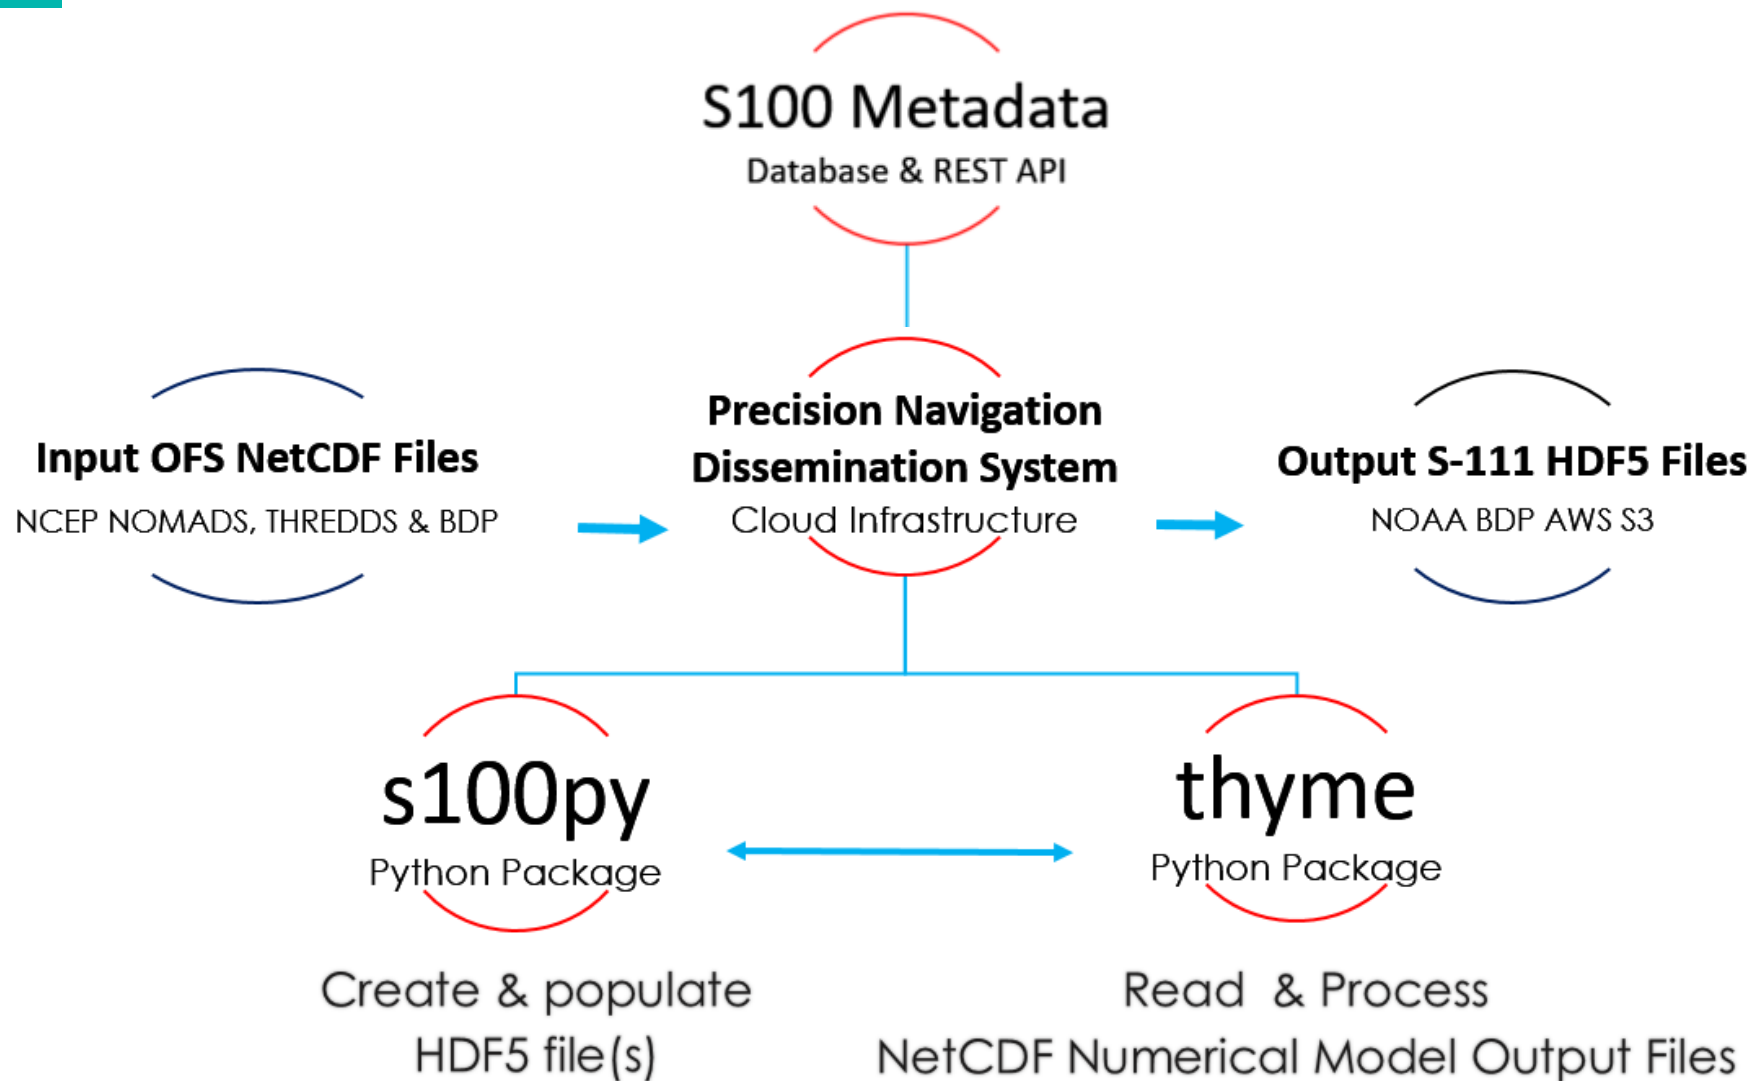 S100 Metadata
Database & REST API
Input OFS NetCDF Files
NCEP NOMADS, THREDDS & BDP
Precision Navigation
Dissemination System
Cloud Infrastructure
Output S-111 HDF5 Files
NOAA BDP AWS S3
s100py
Python Package
Create & populate
HDF5 file(s)
thyme
Python Package
Read & Process
NetCDF Numerical Model Output Files